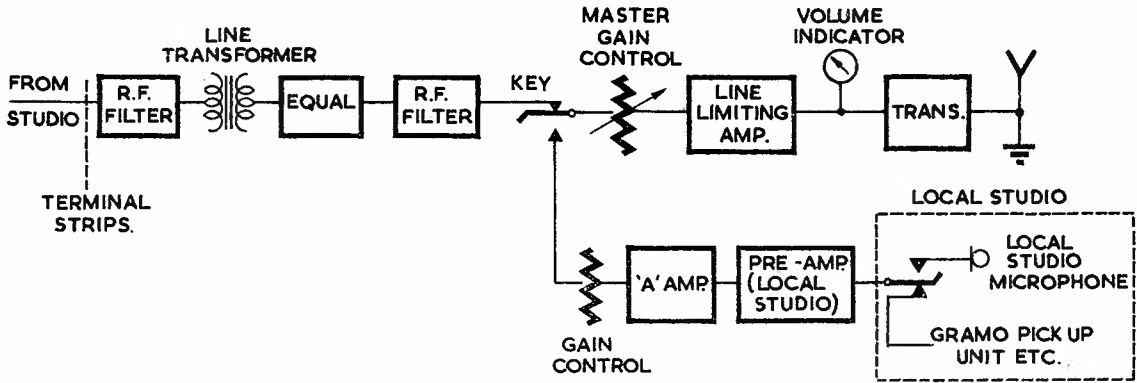 FROM
STUDIO
TERMINAL
STRIPS.
R.F.
FILTER
LINE
TRANSFORMER
EQUAL
R.F.
FILTER
KEY
MASTER
GAIN
CONTROL
LINE
LIMITING
AMP.
VOLUME
INDICATOR
TRANS.
GAIN
CONTROL
'A' AMP.
PRE-AMP.
(LOCAL
STUDIO)
LOCAL STUDIO
LOCAL
STUDIO
MICROPHONE
GRAMO PICK UP
UNIT ETC.